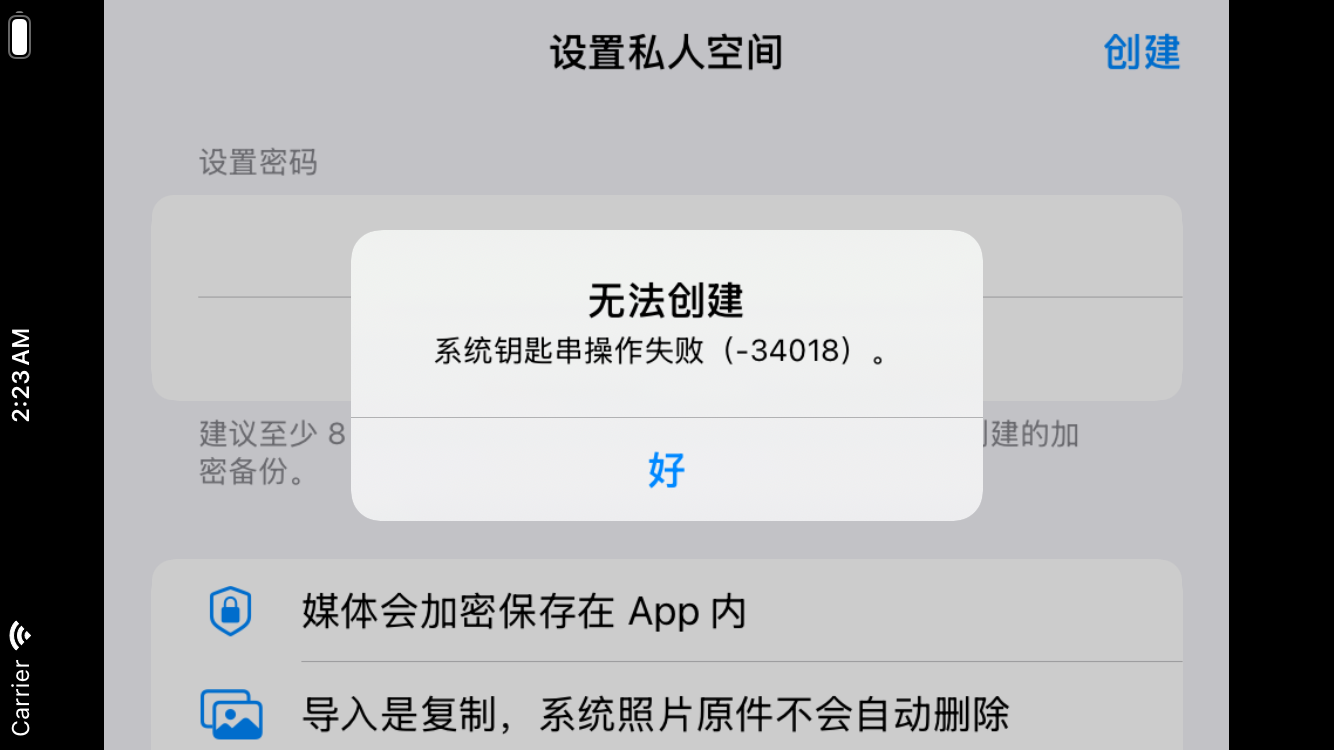 设置私人空间
创建
设置密码
无法创建
系统钥匙串操作失败（-34018）。
好
建议至少 8
建的加
密备份。
媒体会加密保存在 App 内
导入是复制，系统照片原件不会自动删除
2:23 AM
Carrier